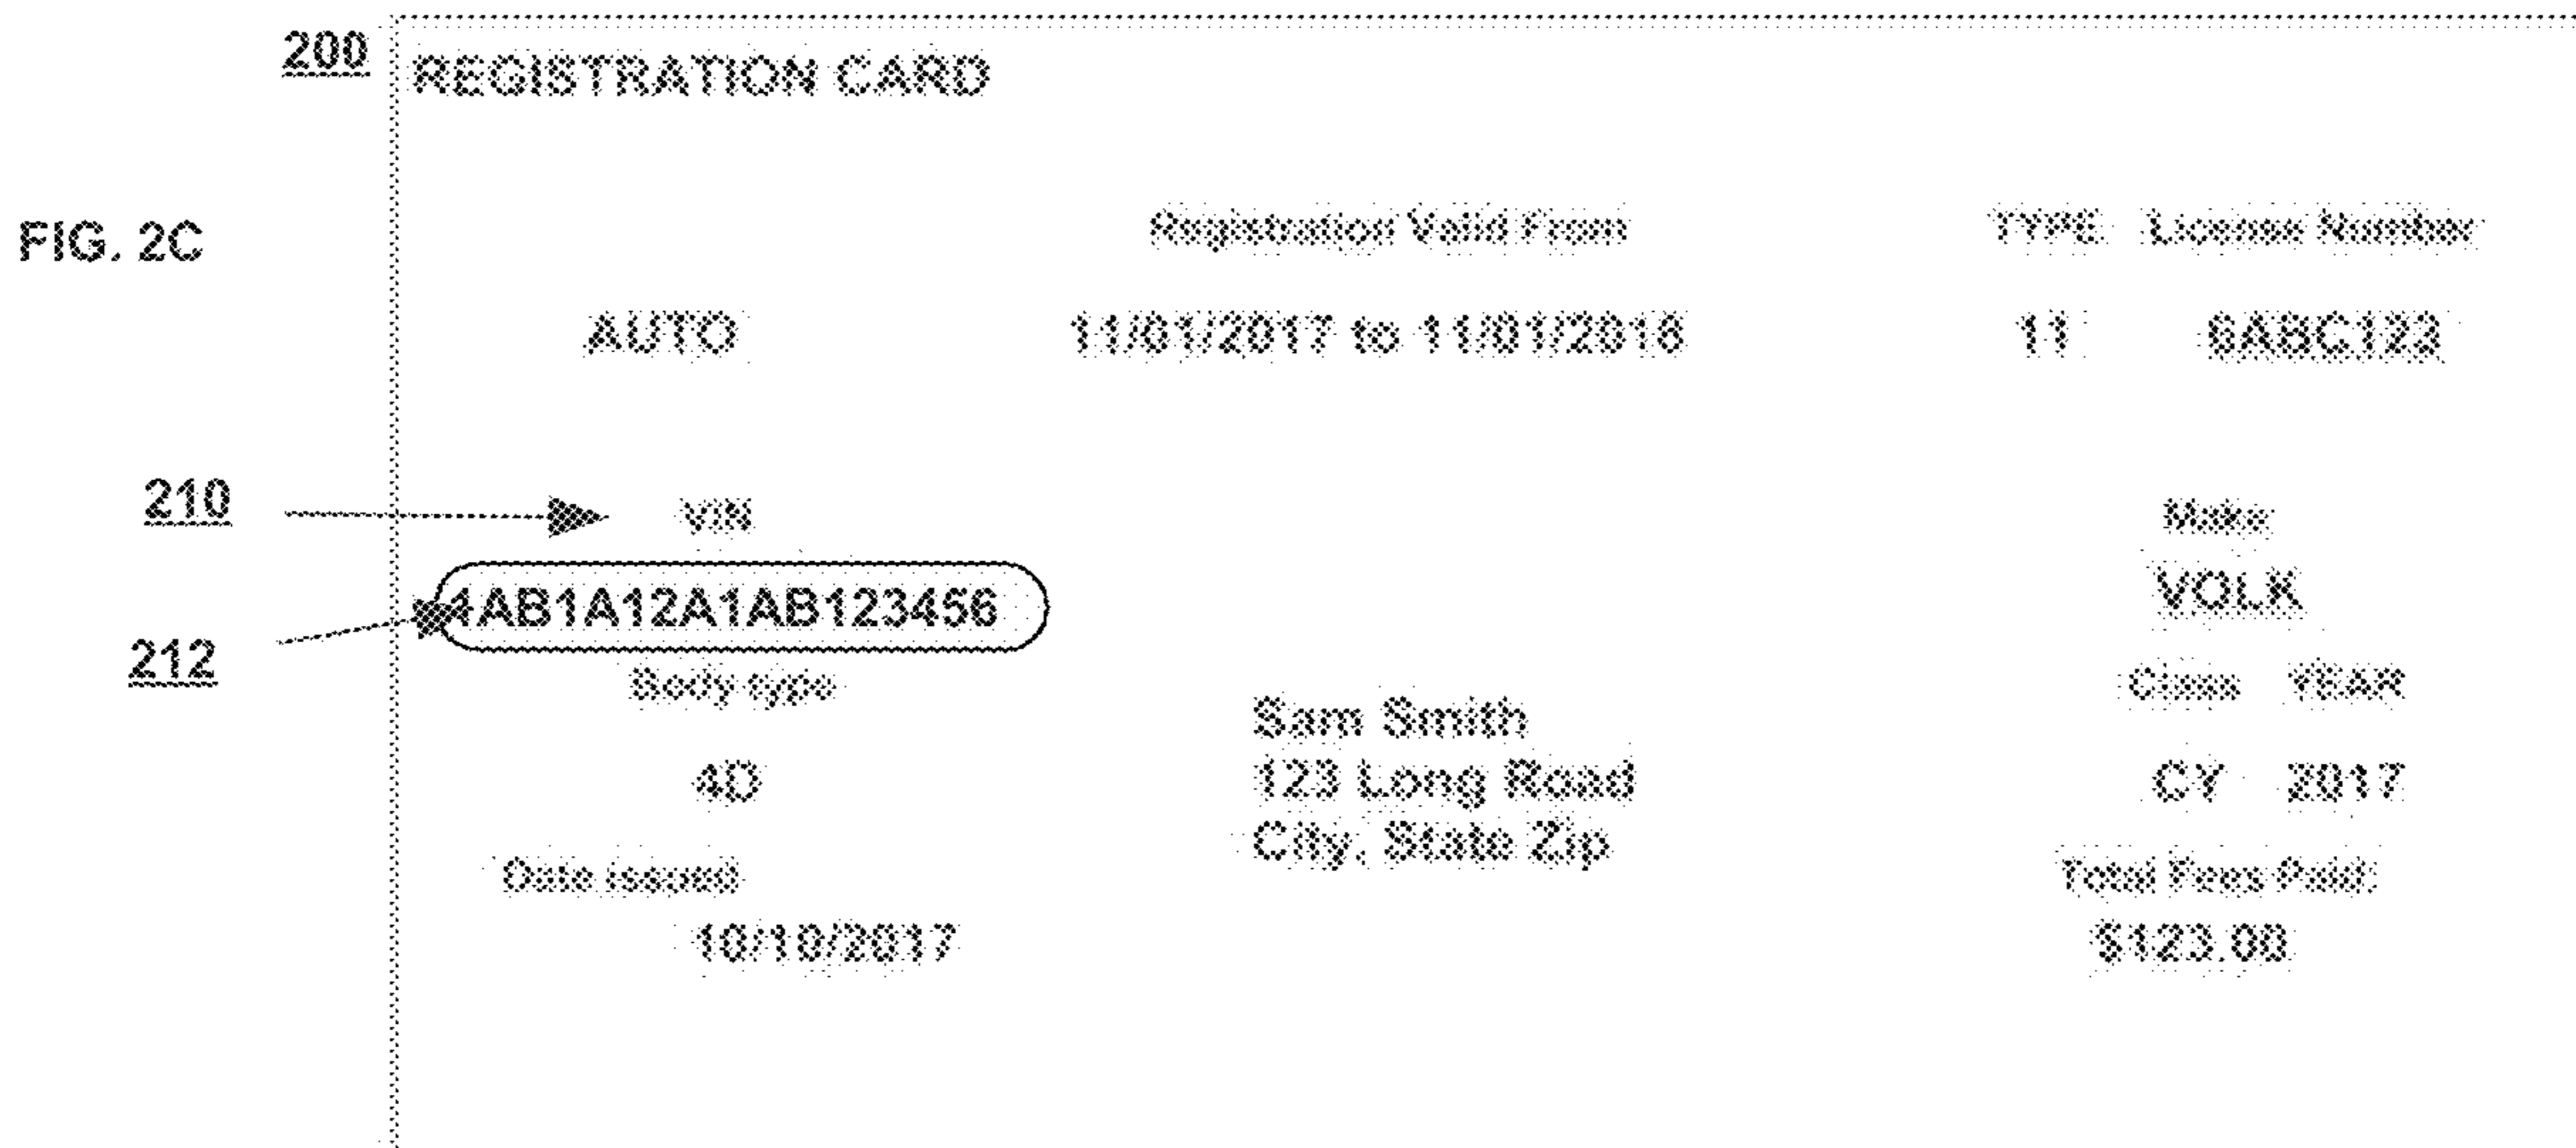 200
REGISTRATION CARD
FIG. 2C
Registration Valid From TYPE License Number
AUTO 11/01/2017 to 11/01/2018 11 6ABC123
210 VIN Make
1AB1A12A1AB123456 VOLK
212
Body type Class YEAR
Sam Smith
4D 123 Long Road CY 2017
City, State Zip
Date issued Total Fees Paid
10/10/2017 $123.00